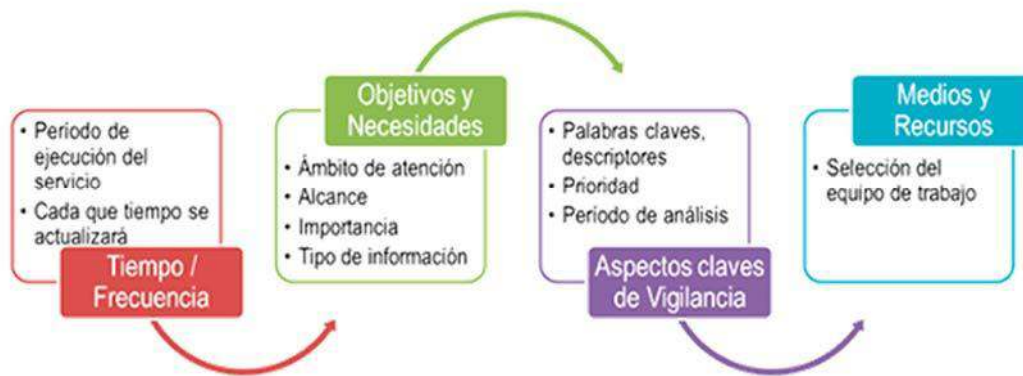 • Periodo de
ejecución del
servicio
• Cada que tiempo se
actualizará
Tiempo /
Frecuencia
Objetivos y
Necesidades
• Ámbito de atención
• Alcance
• Importancia
• Tipo de información
• Palabras claves,
descriptores
• Prioridad
• Período de análisis
Aspectos claves
de Vigilancia
Medios y
Recursos
• Selección del
equipo de trabajo